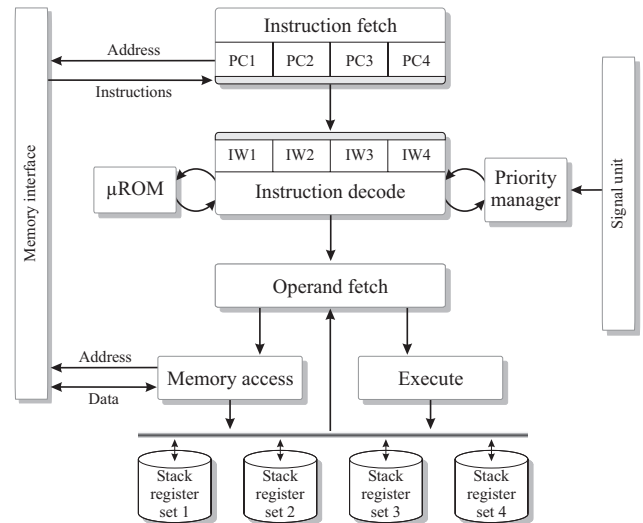 Instruction fetch
Address
PC1 PC2 PC3 PC4
Instructions
IW1 IW2 IW3 IW4
µROM
Instruction decode
Priority
manager
Memory interface
Signal unit
Operand fetch
Address
Memory access
Execute
Data
Stack
register
set 1
Stack
register
set 2
Stack
register
set 3
Stack
register
set 4